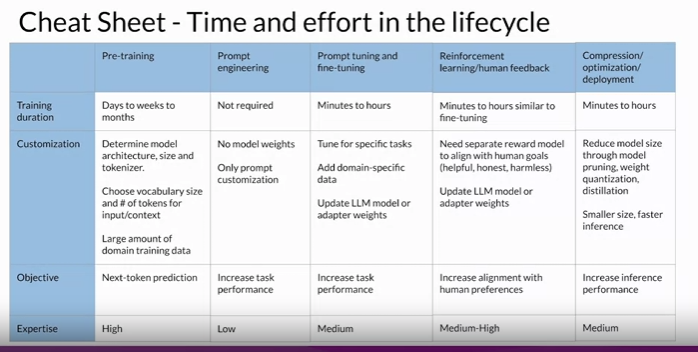 Cheat Sheet - Time and effort in the lifecycle
Pre-training
Prompt
engineering
Prompt tuning and
fine-tuning
Reinforcement
learning/human feedback
Compression/
optimization/
deployment
Training
duration
Days to weeks to
months
Not required
Minutes to hours
Minutes to hours similar to
fine-tuning
Minutes to hours
Customization
Determine model
architecture, size and
tokenizer.
Choose vocabulary size
and # of tokens for
input/context
Large amount of
domain training data
No model weights
Only prompt
customization
Tune for specific tasks
Add domain-specific
data
Update LLM model or
adapter weights
Need separate reward model
to align with human goals
(helpful, honest, harmless)
Update LLM model or
adapter weights
Reduce model size
through model
pruning, weight
quantization,
distillation
Smaller size, faster
inference
Objective
Next-token prediction
Increase task
performance
Increase task
performance
Increase alignment with
human preferences
Increase inference
performance
Expertise
High
Low
Medium
Medium-High
Medium